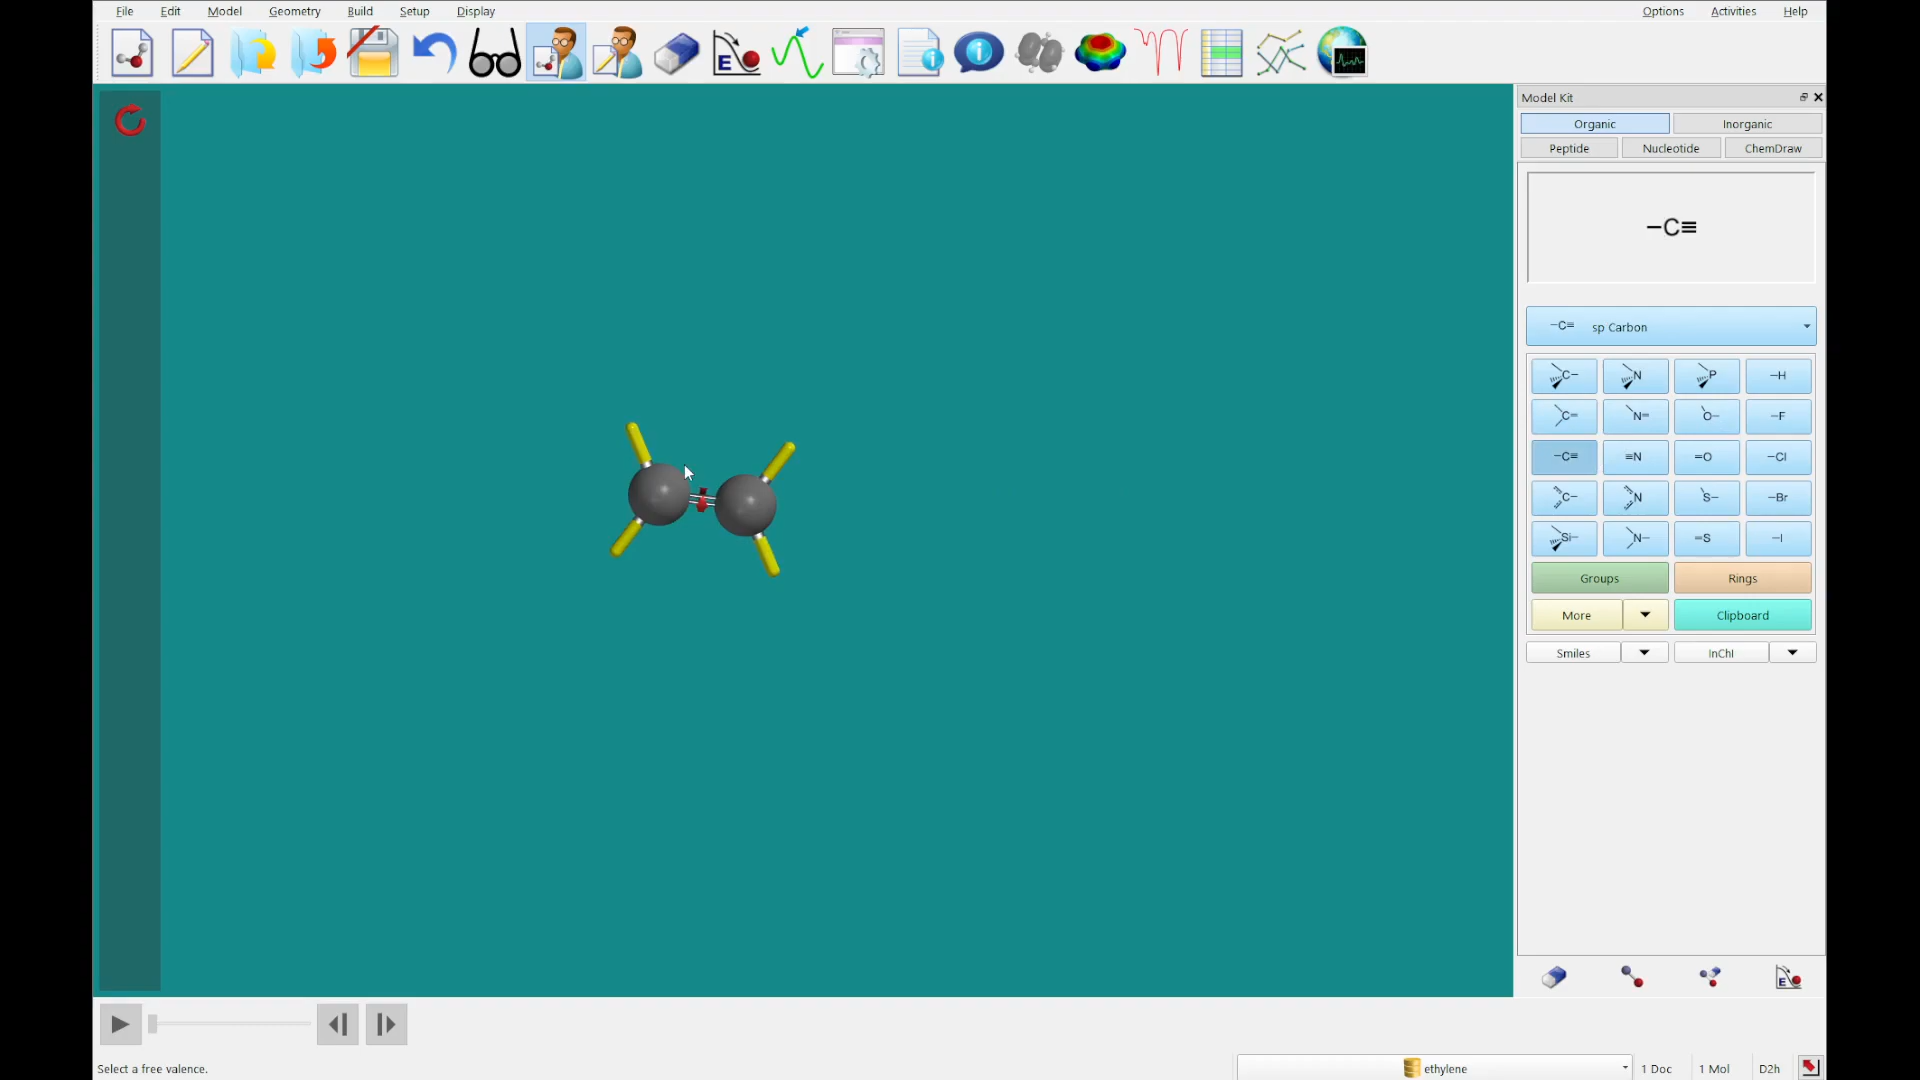 File Edit Model Geometry Build Setup Display Options Activities Help
Model Kit
Organic Inorganic
Peptide Nucleotide ChemDraw
–C≡
–C≡ sp Carbon
C– N P –H
C= N= O– –F
–C≡ ≡N =O –Cl
C– N S– –Br
Si– N– =S –I
Groups Rings
More Clipboard
Smiles InChI
E
Select a free valence.
ethylene 1 Doc 1 Mol D2h